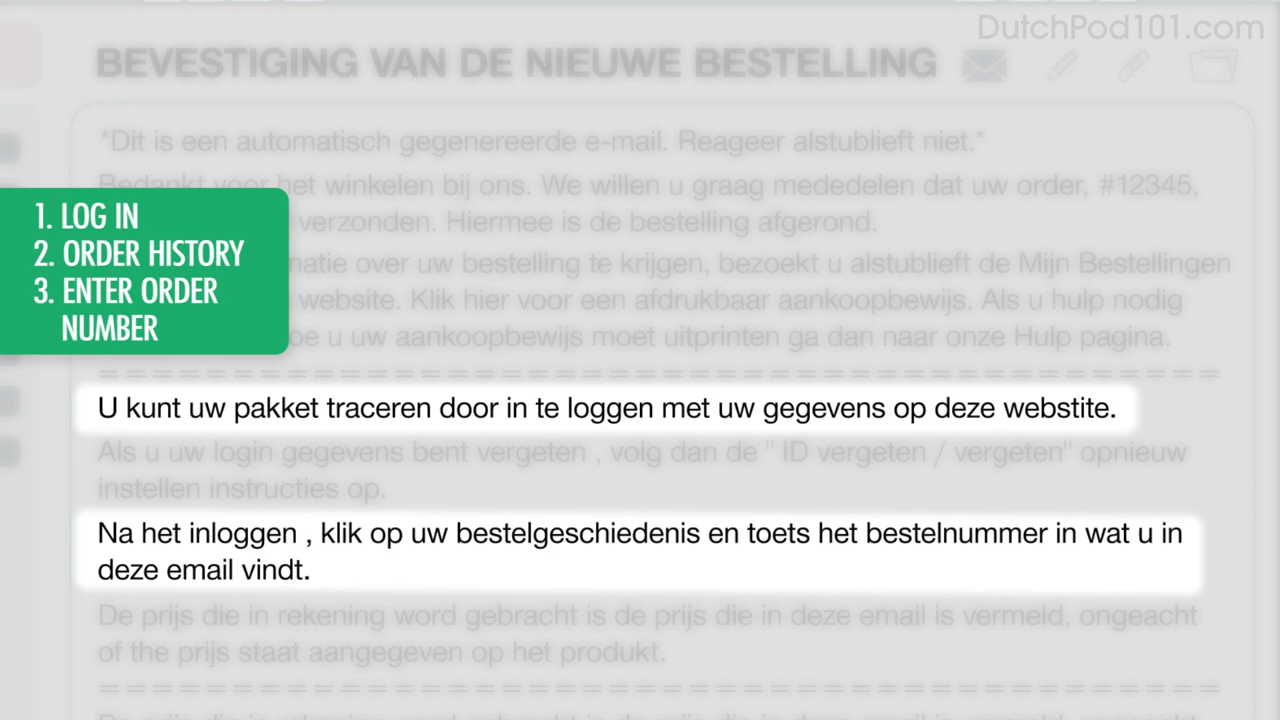 DutchPod101.com
BEVESTIGING VAN DE NIEUWE BESTELLING
*Dit is een automatisch gegenereerde e-mail. Reageer alstublieft niet.*
Bedankt voor het winkelen bij ons. We willen u graag mededelen dat uw order, #12345,
verzonden. Hiermee is de bestelling afgerond.
matie over uw bestelling te krijgen, bezoekt u alstublieft de Mijn Bestellingen
website. Klik hier voor een afdrukbaar aankoopbewijs. Als u hulp nodig
oe u uw aankoopbewijs moet uitprinten ga dan naar onze Hulp pagina.
1. LOG IN
2. ORDER HISTORY
3. ENTER ORDER
NUMBER
U kunt uw pakket traceren door in te loggen met uw gegevens op deze webstite.
Als u uw login gegevens bent vergeten , volg dan de " ID vergeten / vergeten" opnieuw
instellen instructies op.
Na het inloggen , klik op uw bestelgeschiedenis en toets het bestelnummer in wat u in
deze email vindt.
De prijs die in rekening word gebracht is de prijs die in deze email is vermeld, ongeacht
of the prijs staat aangegeven op het produkt.